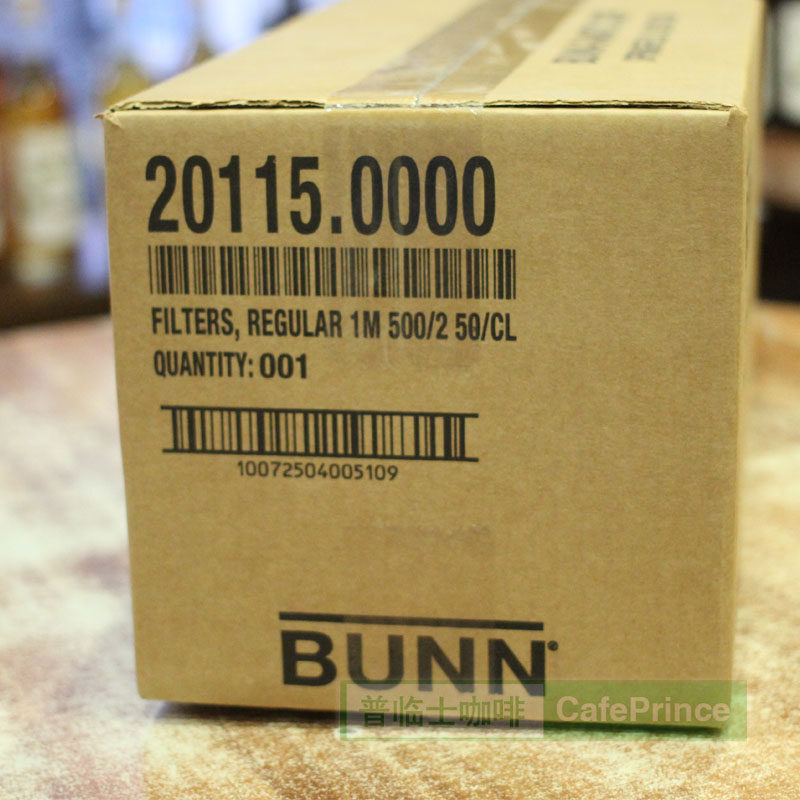 20115.0000
FILTERS, REGULAR 1M 500/2 50/CL
QUANTITY: 001
10072504005109
BUNN®
普临士咖啡 CafePrince